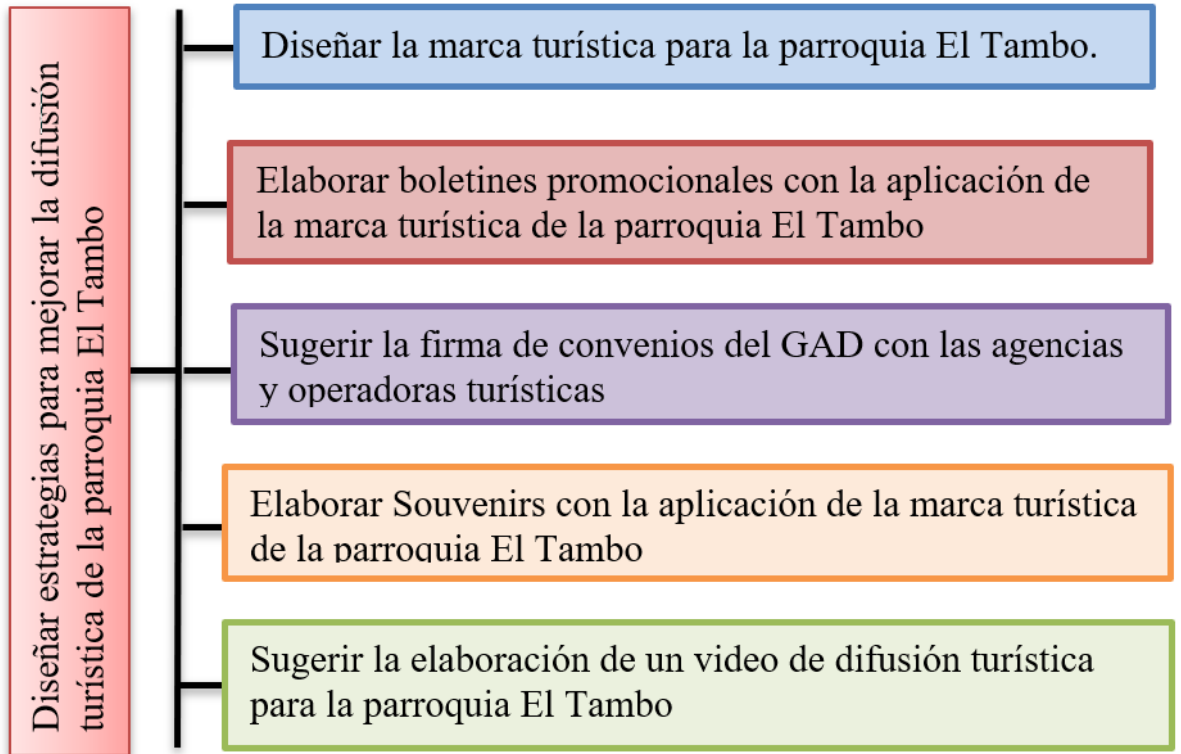 Diseñar estrategias para mejorar la difusión
turística de la parroquia El Tambo
Diseñar la marca turística para la parroquia El Tambo.
Elaborar boletines promocionales con la aplicación de
la marca turística de la parroquia El Tambo
Sugerir la firma de convenios del GAD con las agencias
y operadoras turísticas
Elaborar Souvenirs con la aplicación de la marca turística
de la parroquia El Tambo
Sugerir la elaboración de un video de difusión turística
para la parroquia El Tambo